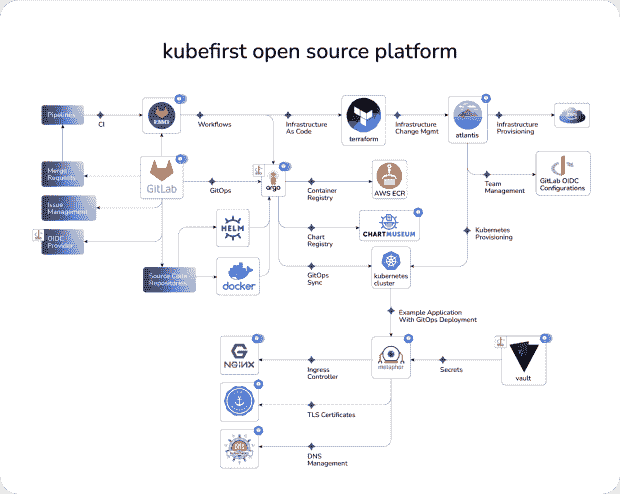 kubefirst open source platform
Pipelines
CI
RUNNER
Workflows
Infrastructure
As Code
terraform
Infrastructure
Change Mgmt
atlantis
Infrastructure
Provisioning
Merge
Requests
GitLab
GitOps
argo
Container
Registry
AWS ECR
Team
Management
GitLab OIDC
Configurations
Issue
Management
OIDC
Provider
HELM
Chart
Registry
CHARTMUSEUM
Kubernetes
Provisioning
Source Code
Repositories
docker
GitOps
Sync
kubernetes
cluster
Example Application
With GitOps Deployment
NGINX
Ingress
Controller
metaphor
Secrets
vault
TLS Certificates
DNS
Management